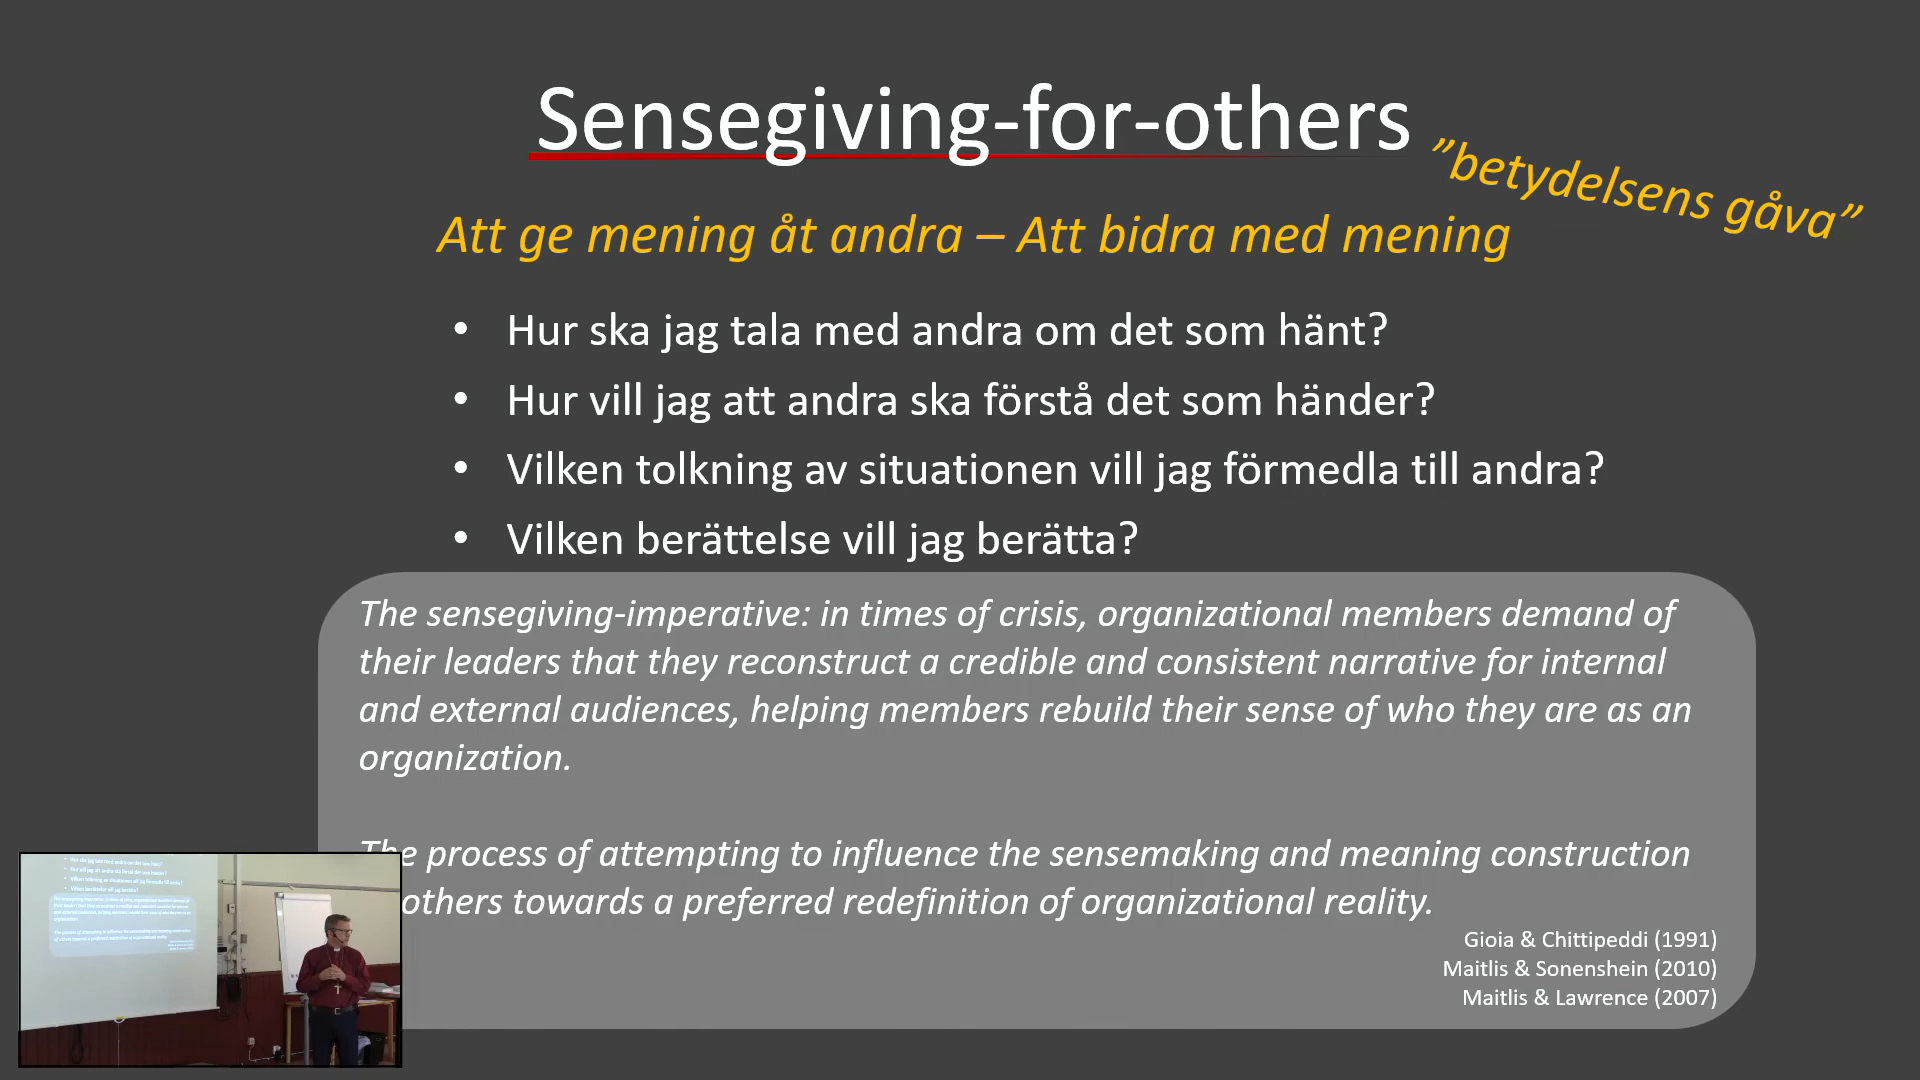 Sensegiving-for-others
”betydelsens gåva”
Att ge mening åt andra – Att bidra med mening
• Hur ska jag tala med andra om det som hänt?
• Hur vill jag att andra ska förstå det som händer?
• Vilken tolkning av situationen vill jag förmedla till andra?
• Vilken berättelse vill jag berätta?
The sensegiving-imperative: in times of crisis, organizational members demand of
their leaders that they reconstruct a credible and consistent narrative for internal
and external audiences, helping members rebuild their sense of who they are as an
organization.
The process of attempting to influence the sensemaking and meaning construction
others towards a preferred redefinition of organizational reality.
Gioia & Chittipeddi (1991)
Maitlis & Sonenshein (2010)
Maitlis & Lawrence (2007)